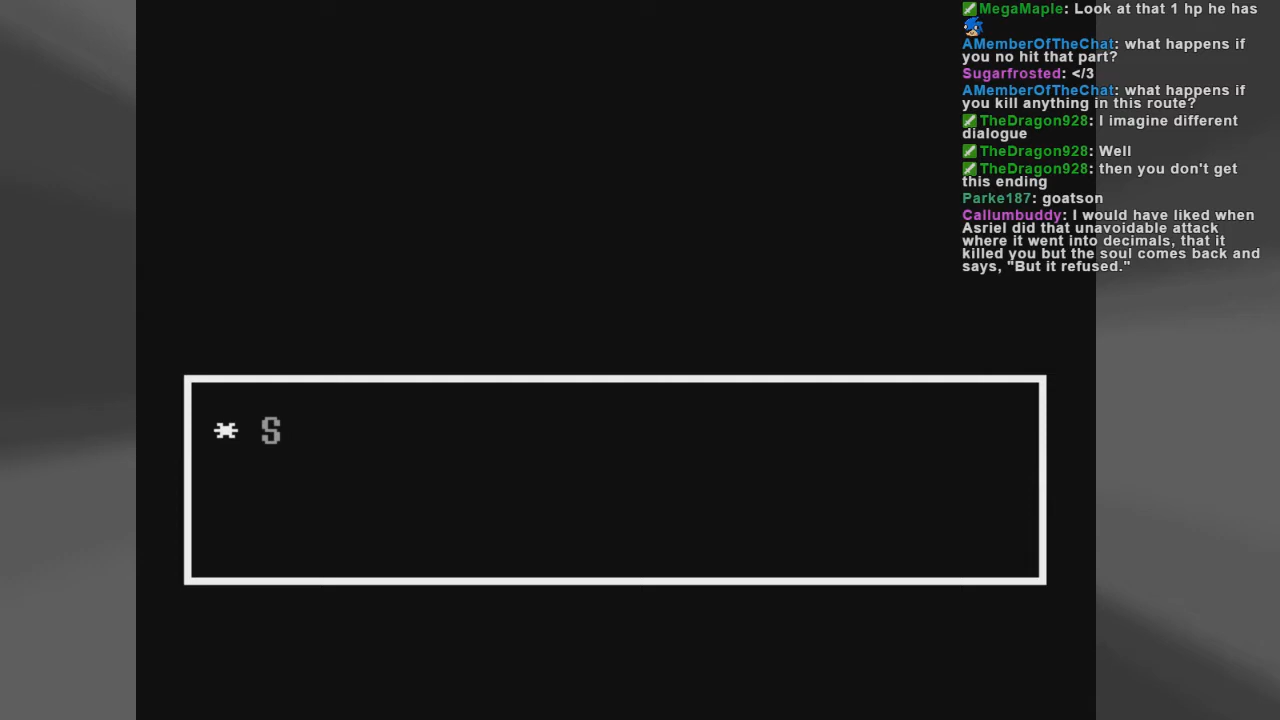 MegaMaple: Look at that 1 hp he has
AMemberOfTheChat: what happens if
you no hit that part?
Sugarfrosted: </3
AMemberOfTheChat: what happens if
you kill anything in this route?
TheDragon928: I imagine different
dialogue
TheDragon928: Well
TheDragon928: then you don't get
this ending
Parke187: goatson
Callumbuddy: I would have liked when
Asriel did that unavoidable attack
where it went into decimals, that it
killed you but the soul comes back and
says, "But it refused."
* S